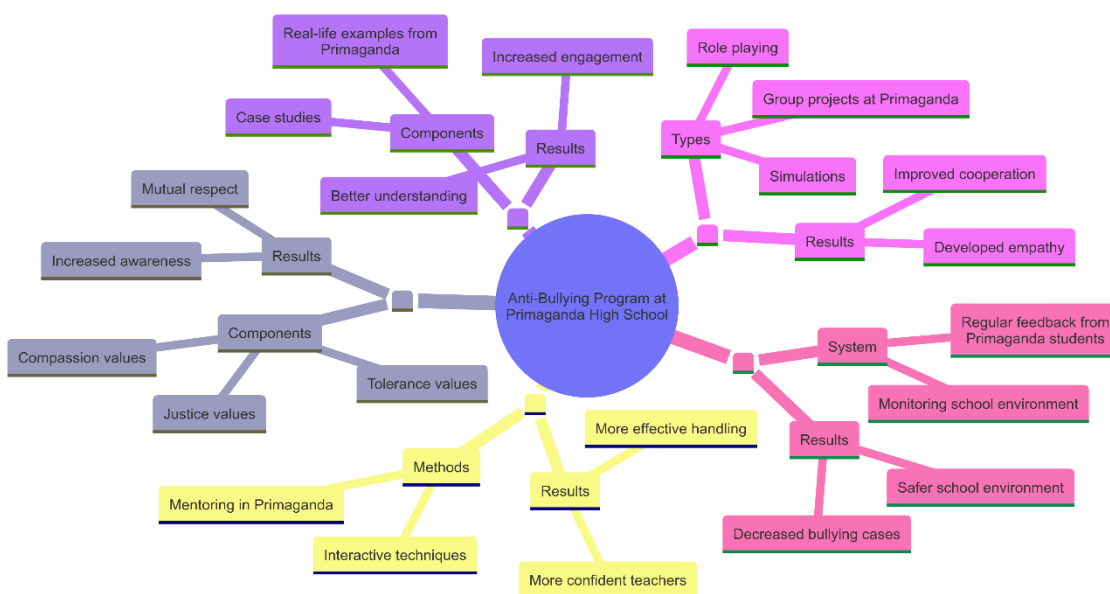 Anti-Bullying Program at
Primaganda High School
Real-life examples from
Primaganda
Case studies
Components
Increased engagement
Results
Better understanding
Role playing
Group projects at Primaganda
Types
Simulations
Improved cooperation
Results
Developed empathy
Mutual respect
Increased awareness
Results
Components
Compassion values
Justice values
Tolerance values
System
Regular feedback from
Primaganda students
Monitoring school environment
Results
Safer school environment
Decreased bullying cases
Methods
Mentoring in Primaganda
Interactive techniques
More effective handling
Results
More confident teachers